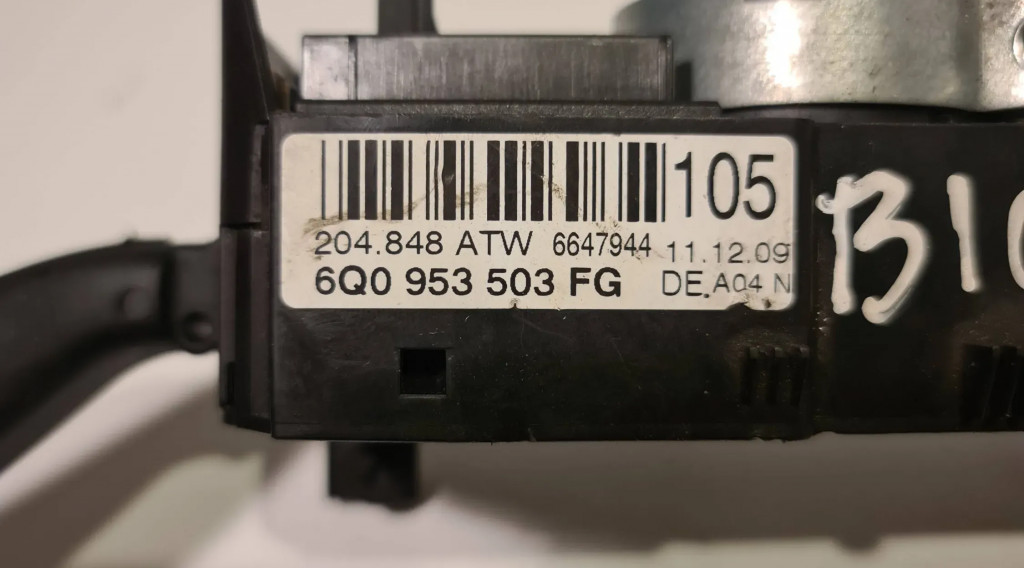 105
204.848 ATW 6647944 11.12.09
6Q0 953 503 FG DE.A04 N